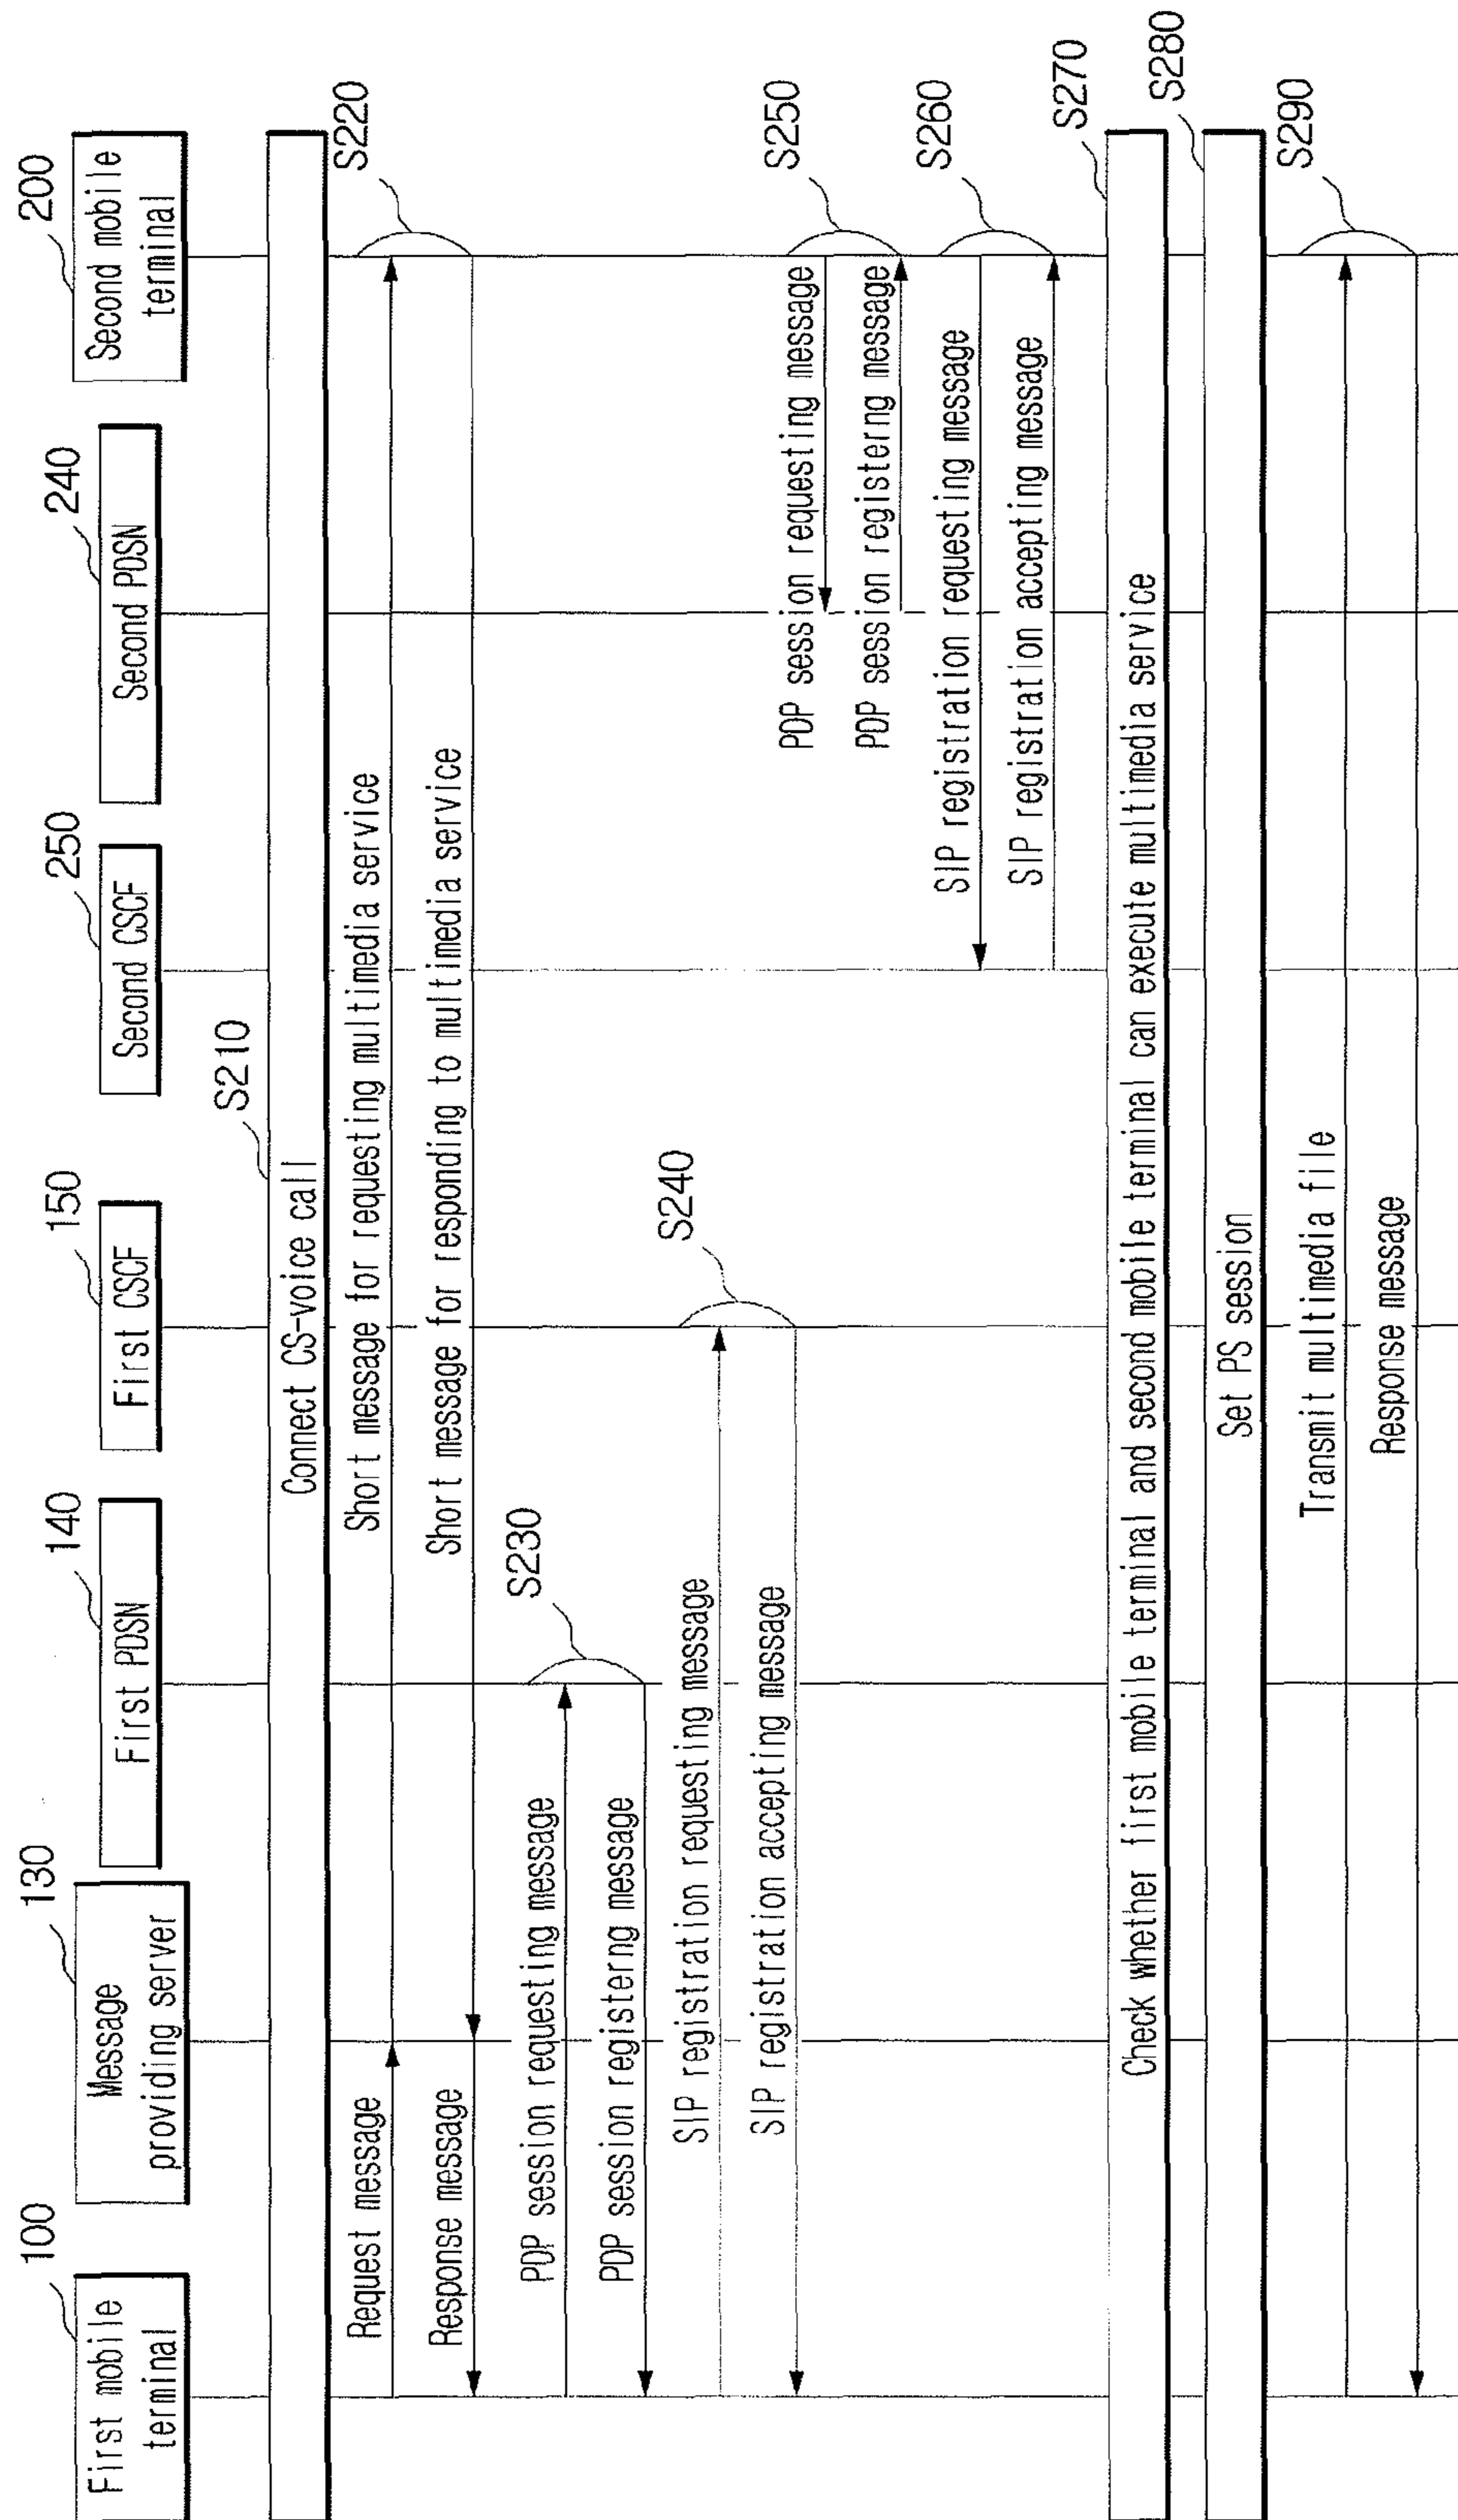 100
130
140
150
250
240
200
First mobile
terminal
Message
providing server
First PDSN
First CSCF
Second CSCF
Second PDSN
Second mobile
terminal
S210
Connect CS-voice call
Request message
Short message for requesting multimedia service
S220
Response message
Short message for responding to multimedia service
PDP session requesting message
S230
PDP session registerng message
SIP registration requesting message
S240
SIP registration accepting message
PDP session requesting message
S250
PDP session registerng message
SIP registration requesting message
S260
SIP registration accepting message
S270
Check whether first mobile terminal and second mobile terminal can execute multimedia service
S280
Set PS session
Transmit multimedia file
S290
Response message